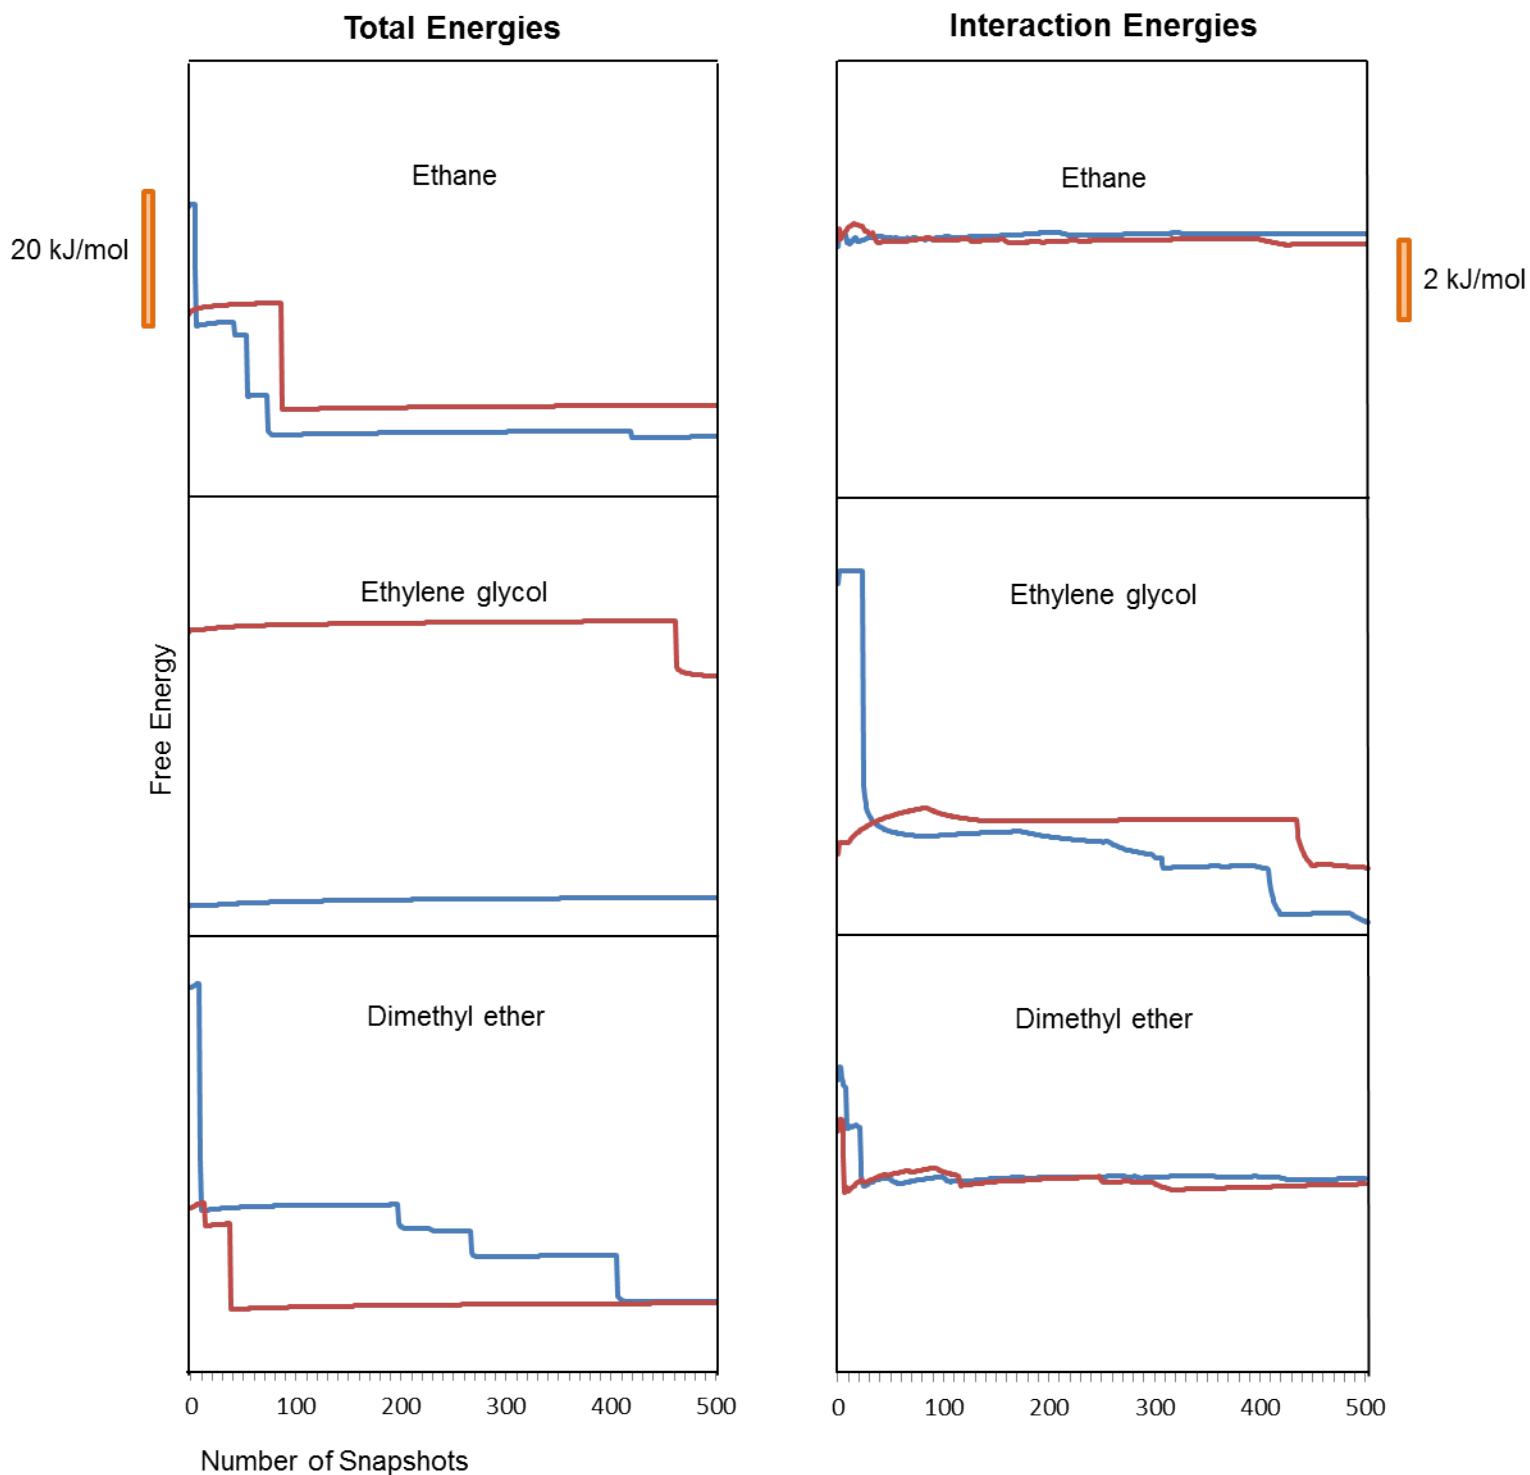 Total Energies
Interaction Energies
Ethane
Ethane
20 kJ/mol
2 kJ/mol
Ethylene glycol
Ethylene glycol
Free Energy
Dimethyl ether
Dimethyl ether
0 100 200 300 400 500
0 100 200 300 400 500
Number of Snapshots